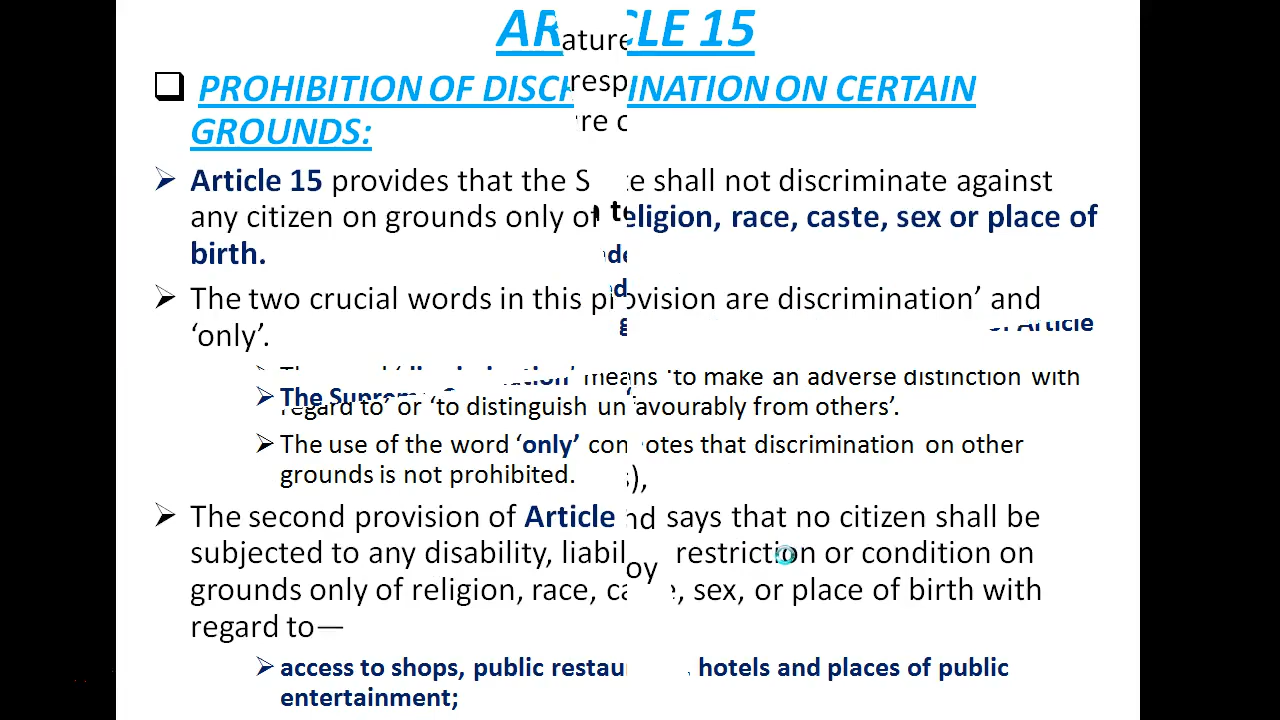 ARTICLE 15
PROHIBITION OF DISCRIMINATION ON CERTAIN
GROUNDS:
Article 15 provides that the State shall not discriminate against
any citizen on grounds only of religion, race, caste, sex or place of
birth.
The two crucial words in this provision are discrimination’ and
‘only’.
means ‘to make an adverse distinction with
The
regard to’ or ‘to distinguish unfavourably from others’.
The use of the word ‘only’ connotes that discrimination on other
grounds is not prohibited.
The second provision of Article says that no citizen shall be
subjected to any disability, restriction or condition on
grounds only of religion, race, sex, or place of birth with
regard to—
access to shops, public hotels and places of public
entertainment;